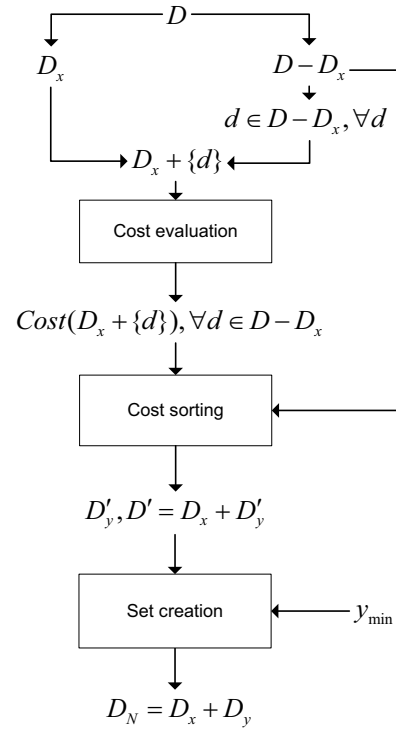 D
D_x D − D_x
d ∈ D − D_x, ∀d
D_x + {d}
Cost evaluation
Cost(D_x + {d}), ∀d ∈ D − D_x
Cost sorting
D′_y, D′ = D_x + D′_y
Set creation y_min
D_N = D_x + D_y